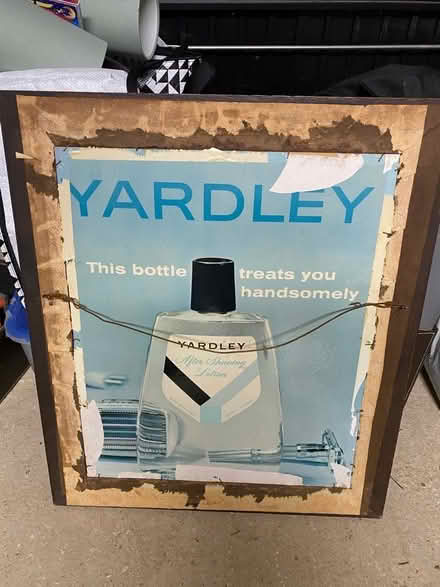 YARDLEY
This bottle treats you
handsomely
YARDLEY
After Shaving
Lotion